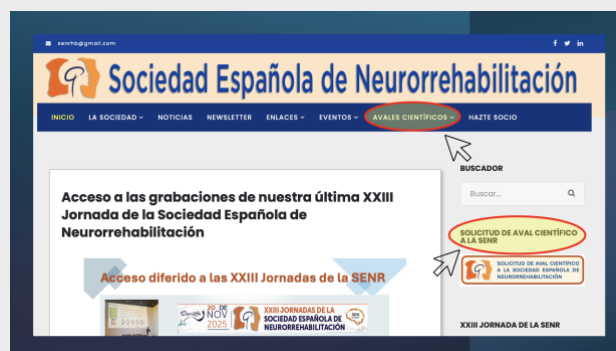 senrhb@gmail.com
Sociedad Española de Neurorrehabilitación
INICIO LA SOCIEDAD NOTICIAS NEWSLETTER ENLACES EVENTOS AVALES CIENTÍFICOS HAZTE SOCIO
Acceso a las grabaciones de nuestra última XXIII
Jornada de la Sociedad Española de
Neurorrehabilitación
Acceso diferido a las XXIII Jornadas de la SENR
20 DE
NOV
2025
XXIII JORNADAS DE LA
SOCIEDAD ESPAÑOLA DE
NEURORREHABILITACIÓN
BUSCADOR
Buscar...
SOLICITUD DE AVAL CIENTÍFICO
A LA SENR
SOLICITUD DE AVAL CIENTÍFICO
A LA SOCIEDAD ESPAÑOLA DE
NEURORREHABILITACIÓN
XXIII JORNADA DE LA SENR